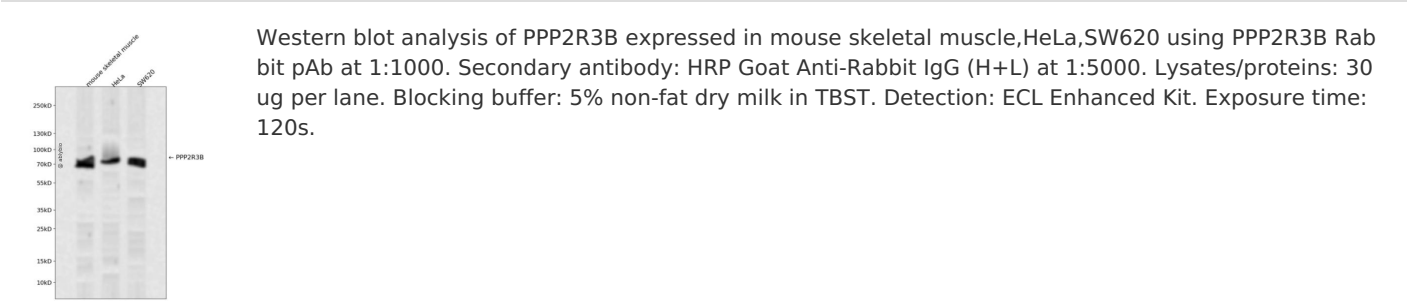 mouse skeletal muscle
HeLa
SW620
250kD
130kD
100kD
70kD
55kD
35kD
25kD
15kD
10kD
@ ablybio
← PPP2R3B
Western blot analysis of PPP2R3B expressed in mouse skeletal muscle,HeLa,SW620 using PPP2R3B Rab
bit pAb at 1:1000. Secondary antibody: HRP Goat Anti-Rabbit IgG (H+L) at 1:5000. Lysates/proteins: 30
ug per lane. Blocking buffer: 5% non-fat dry milk in TBST. Detection: ECL Enhanced Kit. Exposure time:
120s.